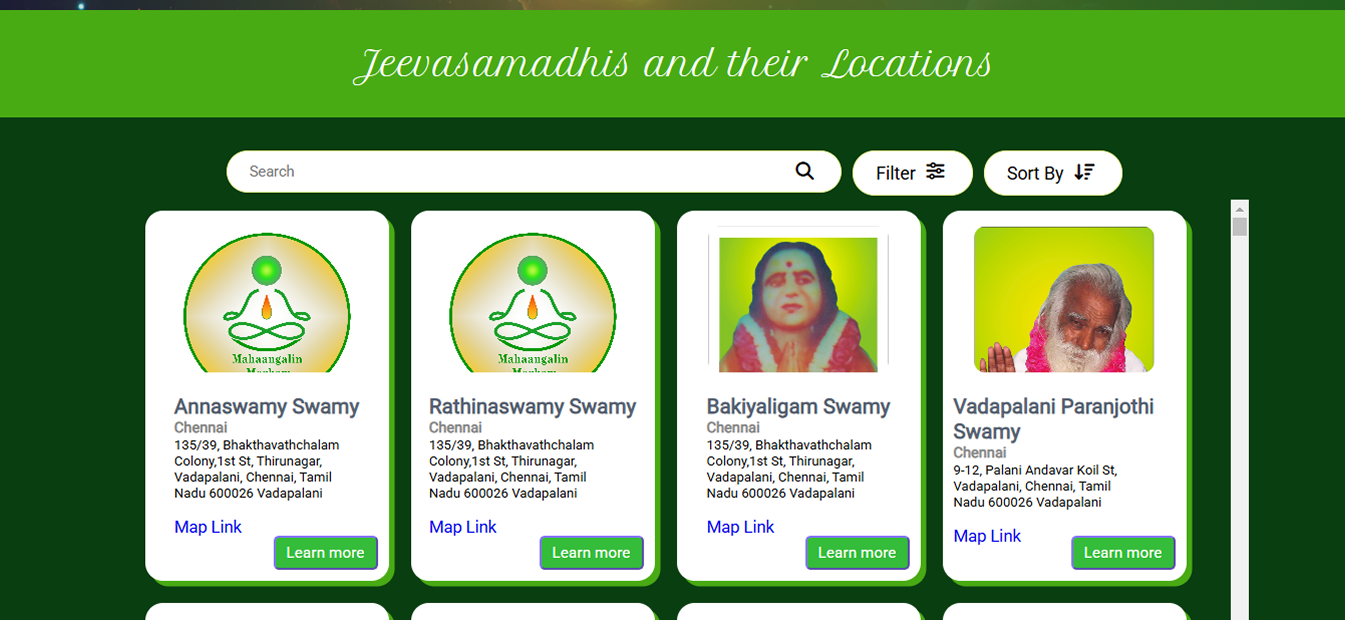 Jeevasamadhis and their Locations
Search
Filter
Sort By
Mahaangalin
Annaswamy Swamy
Chennai
135/39, Bhakthavathchalam
Colony,1st St, Thirunagar,
Vadapalani, Chennai, Tamil
Nadu 600026 Vadapalani
Map Link
Learn more
Mahaangalin
Rathinaswamy Swamy
Chennai
135/39, Bhakthavathchalam
Colony,1st St, Thirunagar,
Vadapalani, Chennai, Tamil
Nadu 600026 Vadapalani
Map Link
Learn more
Bakiyaligam Swamy
Chennai
135/39, Bhakthavathchalam
Colony,1st St, Thirunagar,
Vadapalani, Chennai, Tamil
Nadu 600026 Vadapalani
Map Link
Learn more
Vadapalani Paranjothi
Swamy
Chennai
9-12, Palani Andavar Koil St,
Vadapalani, Chennai, Tamil
Nadu 600026 Vadapalani
Map Link
Learn more